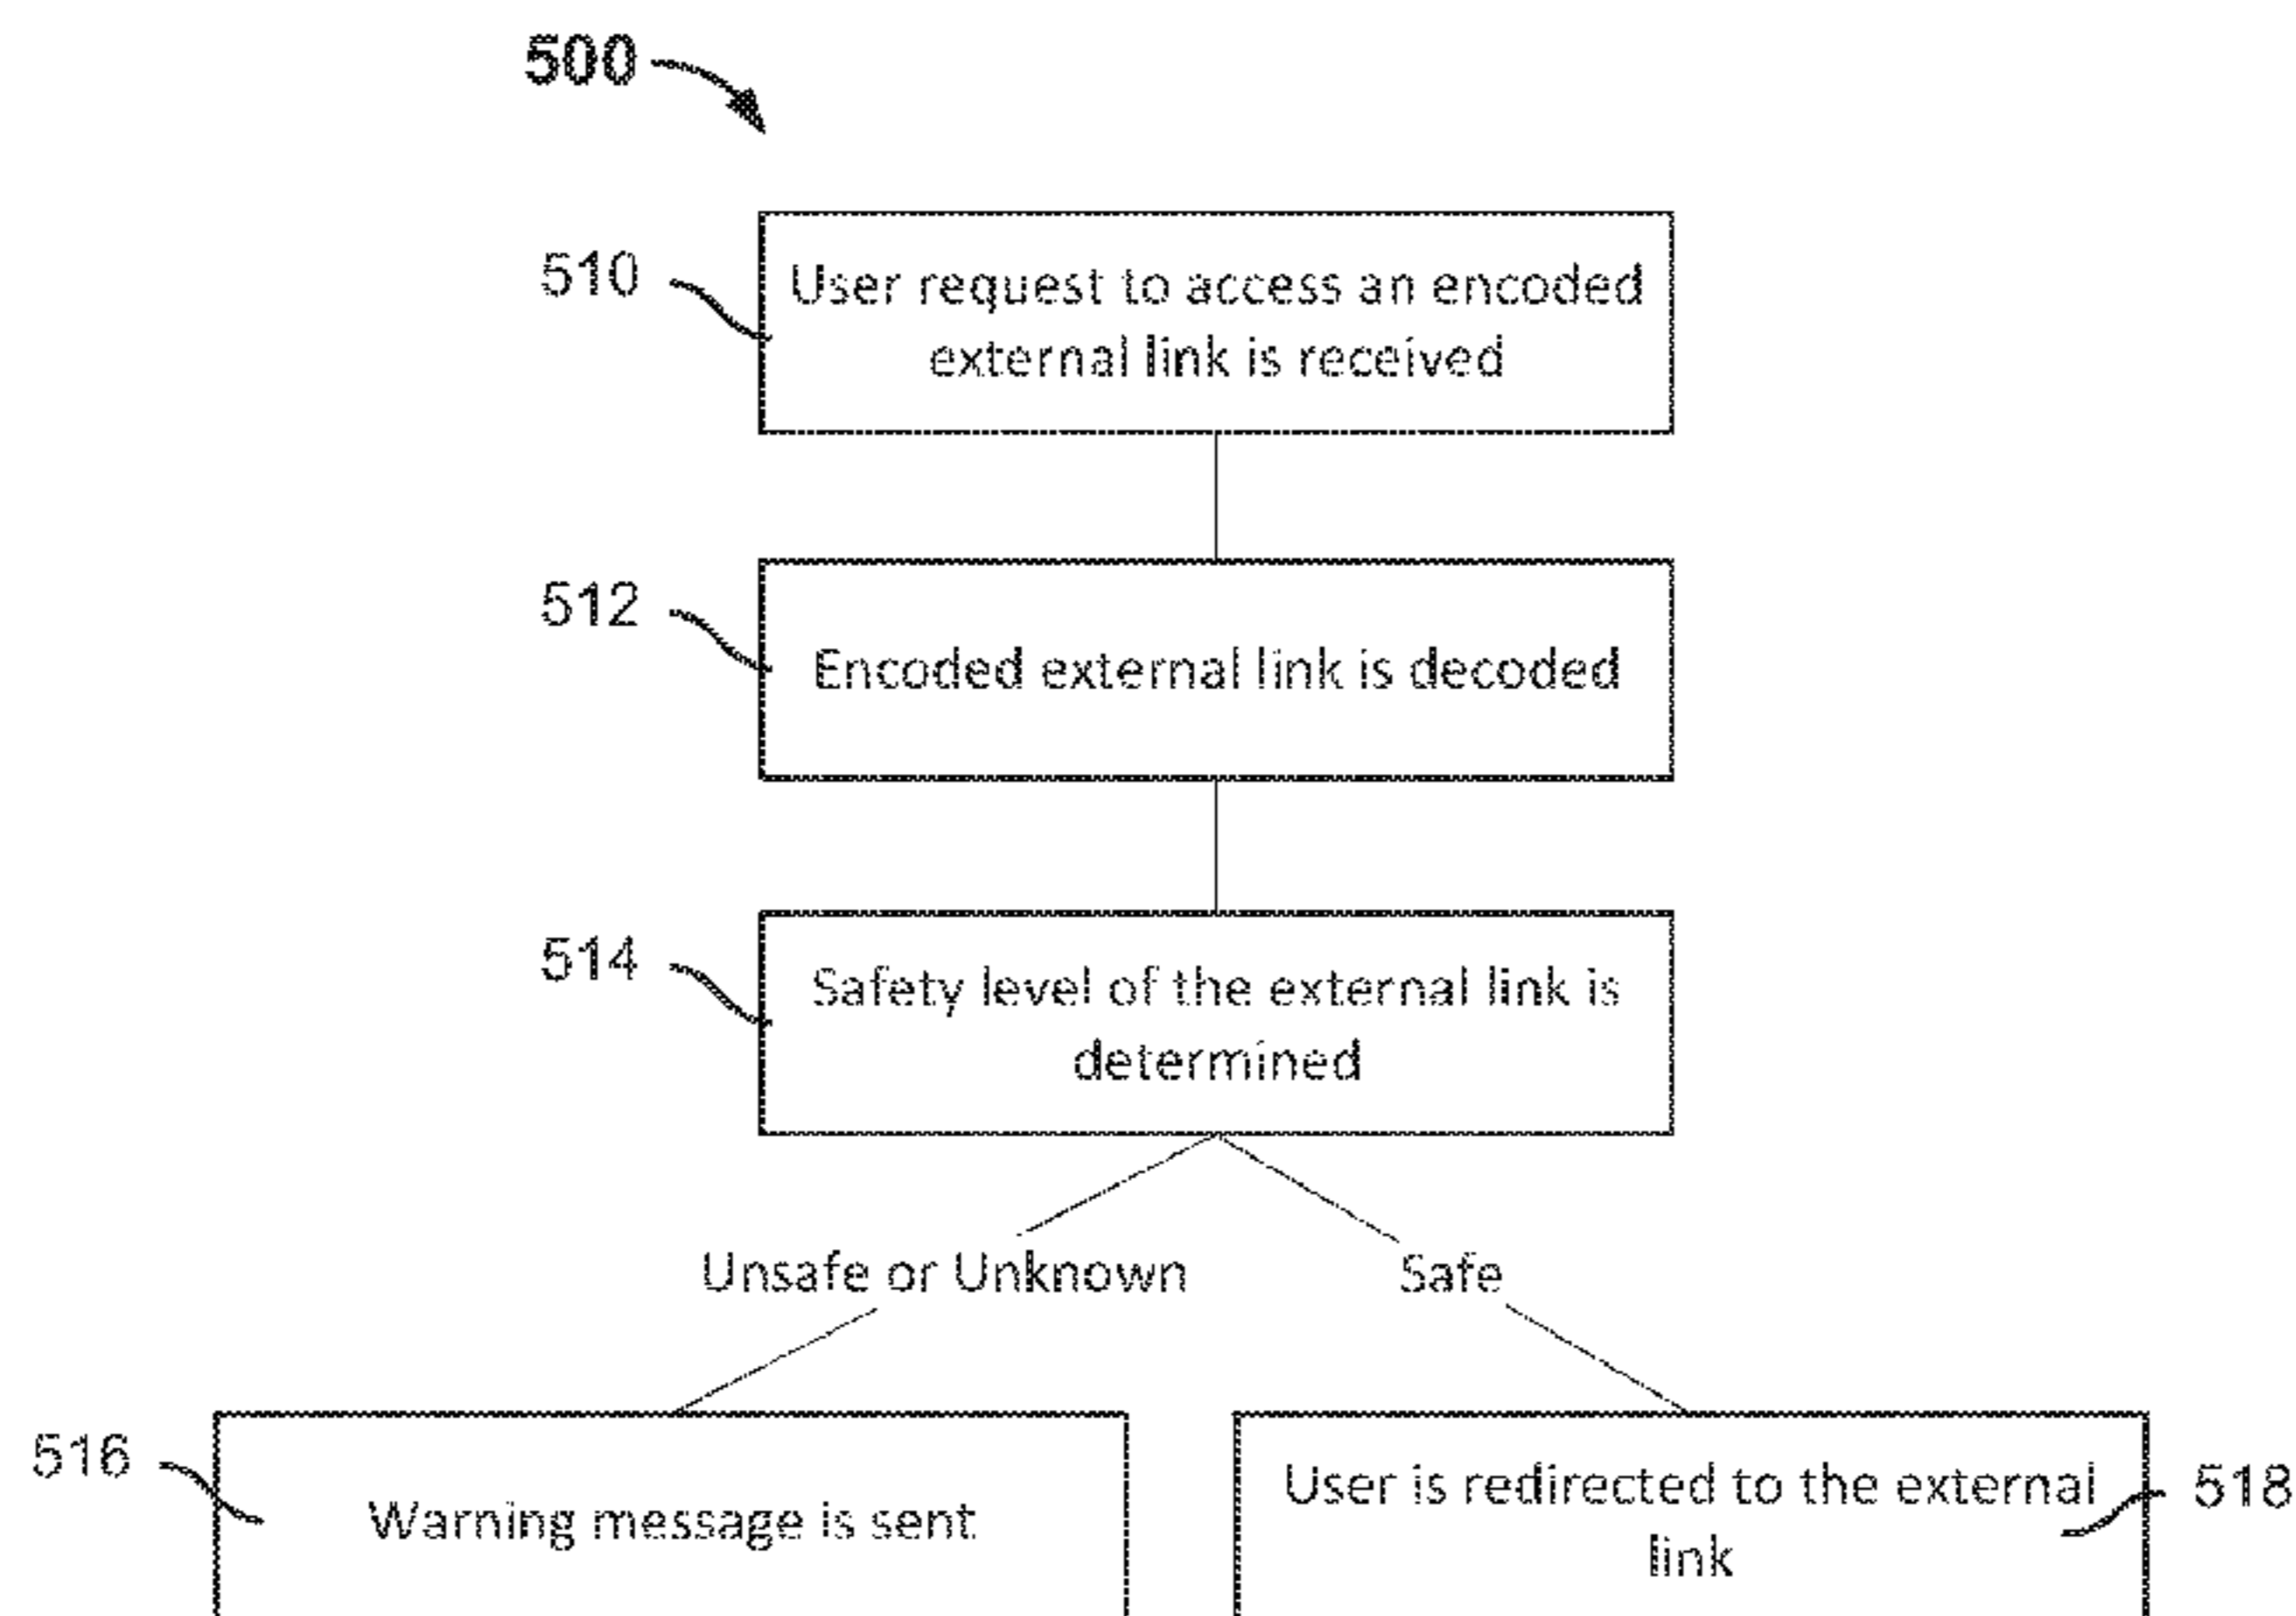 500
510
User request to access an encoded
external link is received
512
Encoded external link is decoded
514
Safety level of the external link is
determined
Unsafe or Unknown
Safe
516
Warning message is sent
User is redirected to the external
link
518